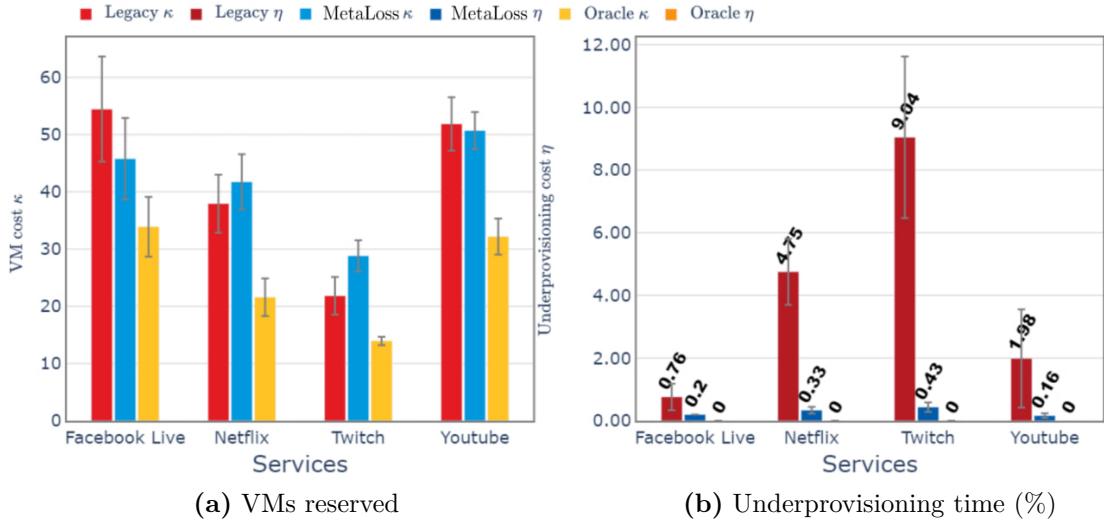 Legacy κ Legacy η MetaLoss κ MetaLoss η Oracle κ Oracle η
VM cost κ
60
50
40
30
20
10
0
Facebook Live Netflix Twitch Youtube
Services
(a) VMs reserved
Underprovisioning cost η
12.00
10.00
8.00
6.00
4.00
2.00
0.00
0.76
0.2
0
4.75
0.33
0
9.04
0.43
0
1.98
0.16
0
Facebook Live Netflix Twitch Youtube
Services
(b) Underprovisioning time (%)